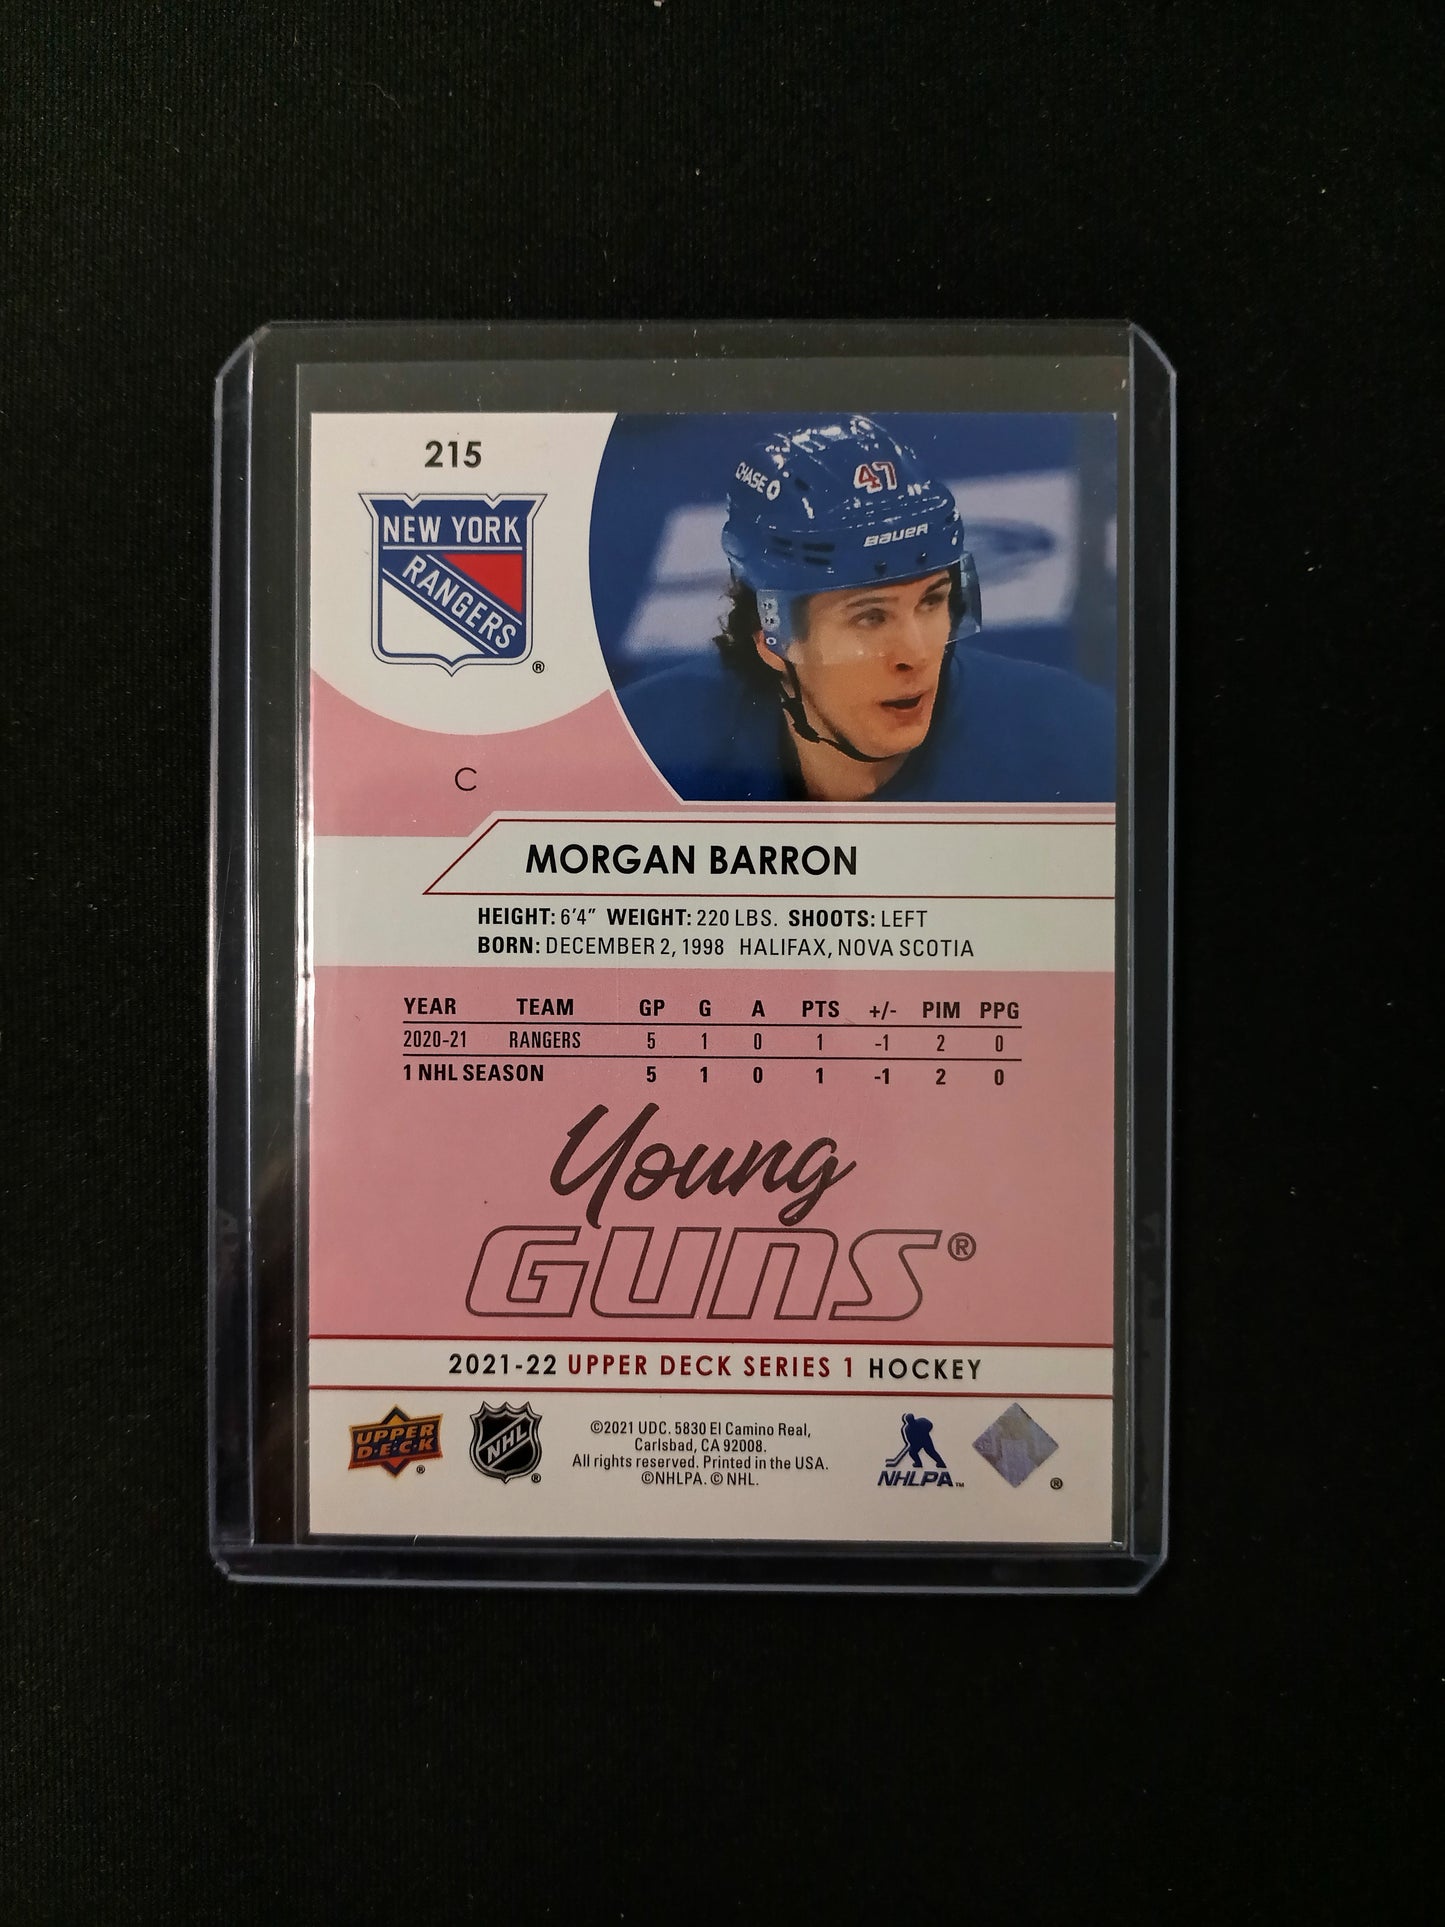 215
NEW YORK
RANGERS
®
CHASE
47
BAUER
C
MORGAN BARRON
HEIGHT: 6'4" WEIGHT: 220 LBS. SHOOTS: LEFT
BORN: DECEMBER 2, 1998 HALIFAX, NOVA SCOTIA
YEAR TEAM GP G A PTS +/- PIM PPG
2020-21 RANGERS 5 1 0 1 -1 2 0
1 NHL SEASON 5 1 0 1 -1 2 0
Young
GUNS®
2021-22 UPPER DECK SERIES 1 HOCKEY
UPPER
D·E·C·K
®
NHL
®
©2021 UDC. 5830 El Camino Real,
Carlsbad, CA 92008.
All rights reserved. Printed in the USA.
©NHLPA. © NHL.
NHLPA™
®